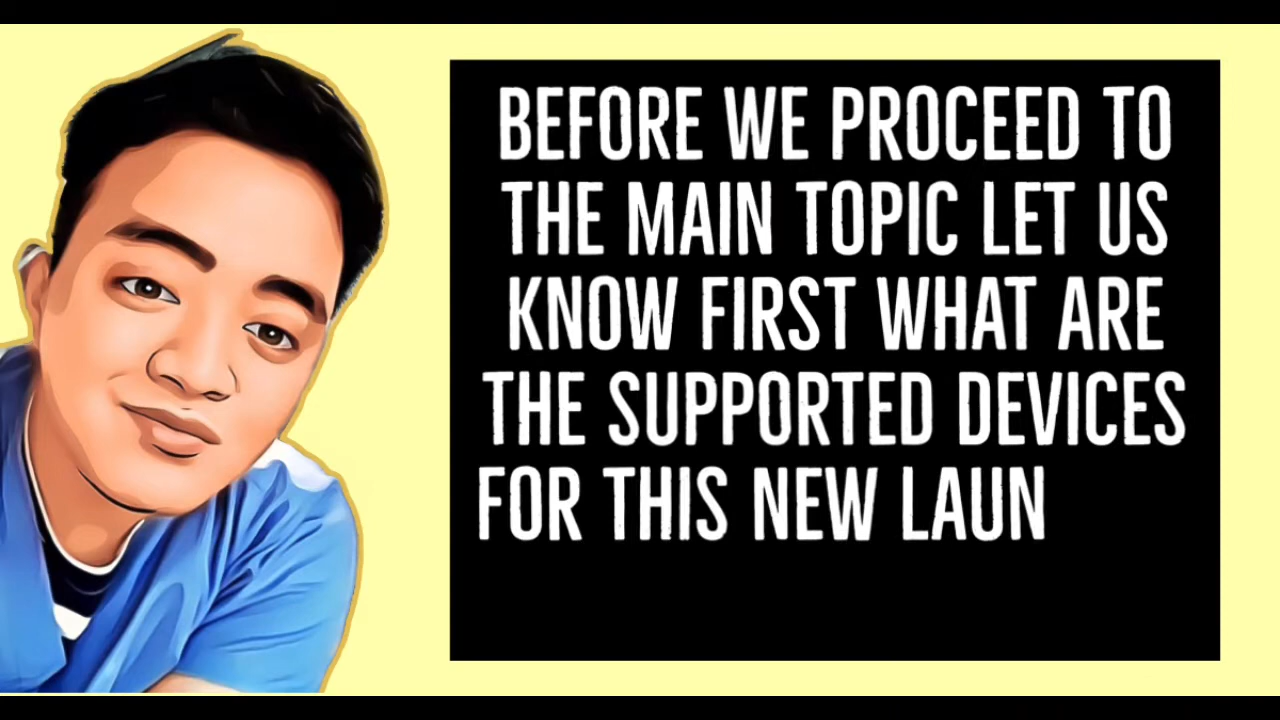 BEFORE WE PROCEED TO
THE MAIN TOPIC LET US
KNOW FIRST WHAT ARE
THE SUPPORTED DEVICES
FOR THIS NEW LAUN